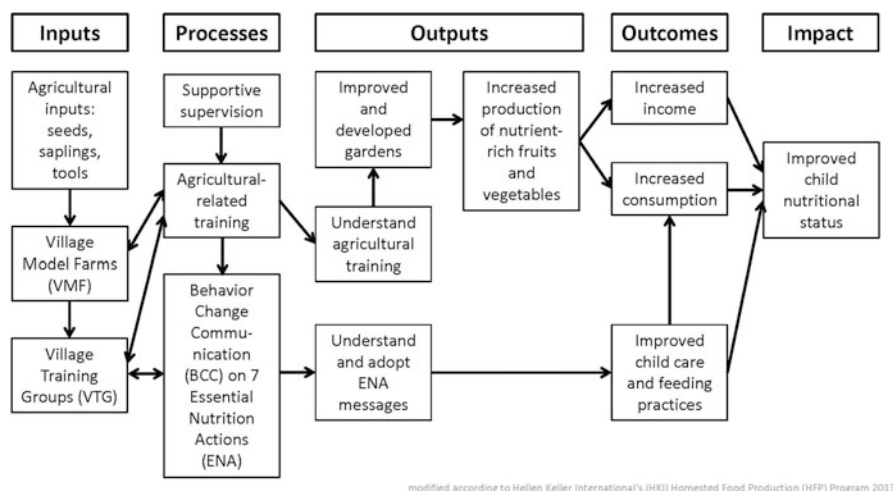 Inputs
Processes
Outputs
Outcomes
Impact
Agricultural
inputs:
seeds,
saplings,
tools
Village
Model Farms
(VMF)
Village
Training
Groups (VTG)
Supportive
supervision
Agricultural-
related
training
Behavior
Change
Commu-
nication
(BCC) on 7
Essential
Nutrition
Actions
(ENA)
Improved
and
developed
gardens
Understand
agricultural
training
Understand
and adopt
ENA
messages
Increased
production
of nutrient-
rich fruits
and
vegetables
Increased
income
Increased
consumption
Improved
child care
and feeding
practices
Improved
child
nutritional
status
modified according to Hellen Keller International's (HKI) Homested Food Production (HFP) Program 2013